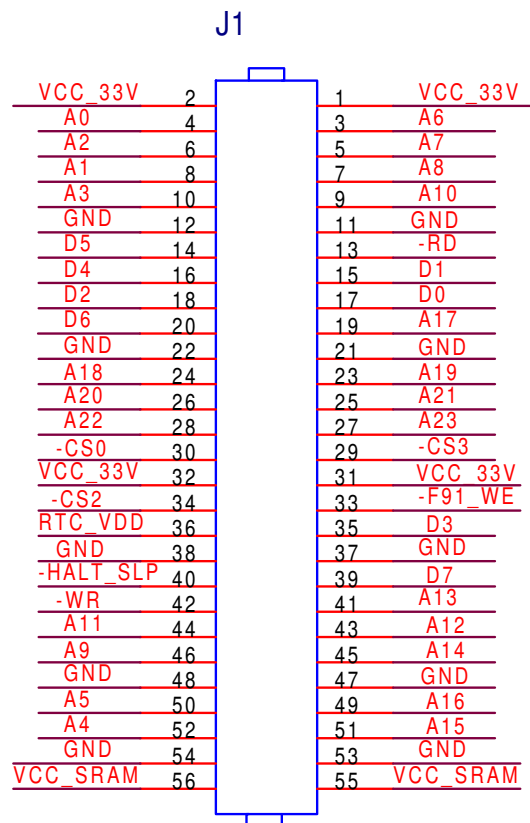 J1
VCC_33V 2 1 VCC_33V
A0 4 3 A6
A2 6 5 A7
A1 8 7 A8
A3 10 9 A10
GND 12 11 GND
D5 14 13 -RD
D4 16 15 D1
D2 18 17 D0
D6 20 19 A17
GND 22 21 GND
A18 24 23 A19
A20 26 25 A21
A22 28 27 A23
-CS0 30 29 -CS3
VCC_33V 32 31 VCC_33V
-CS2 34 33 -F91_WE
RTC_VDD 36 35 D3
GND 38 37 GND
-HALT_SLP 40 39 D7
-WR 42 41 A13
A11 44 43 A12
A9 46 45 A14
GND 48 47 GND
A5 50 49 A16
A4 52 51 A15
GND 54 53 GND
VCC_SRAM 56 55 VCC_SRAM